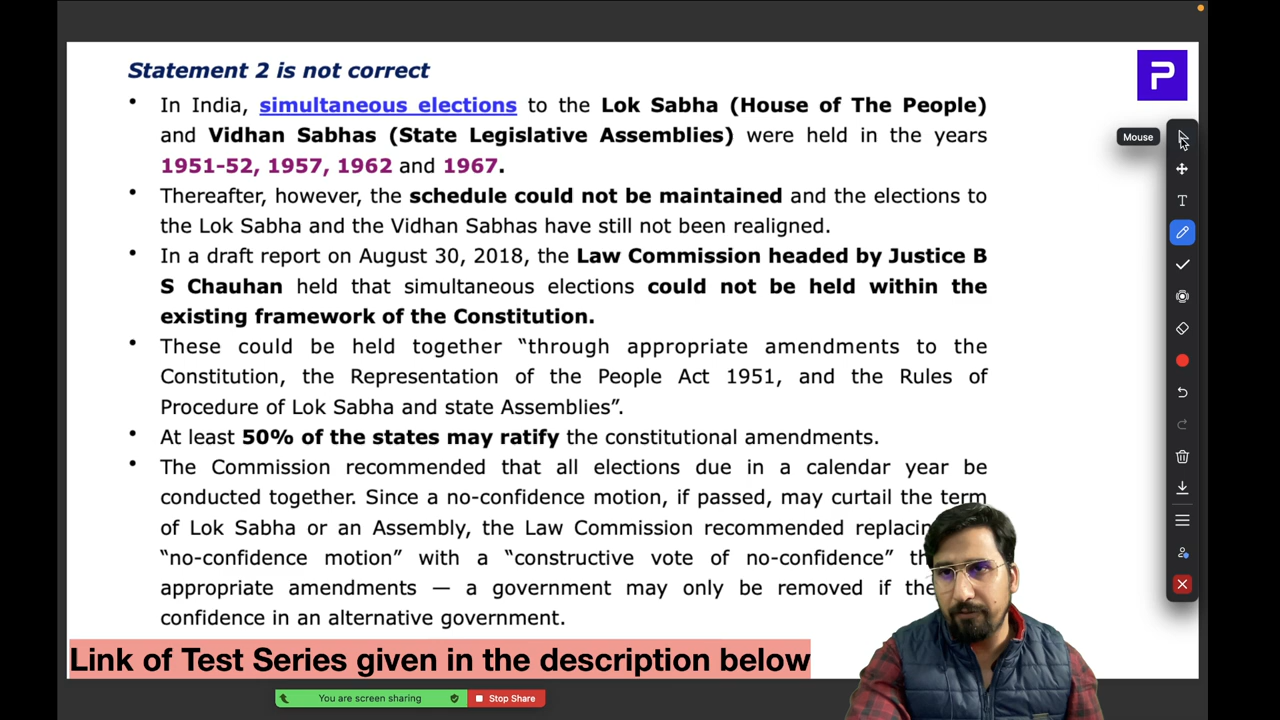 Statement 2 is not correct
P
• In India, simultaneous elections to the Lok Sabha (House of The People)
and Vidhan Sabhas (State Legislative Assemblies) were held in the years
1951-52, 1957, 1962 and 1967.
• Thereafter, however, the schedule could not be maintained and the elections to
the Lok Sabha and the Vidhan Sabhas have still not been realigned.
• In a draft report on August 30, 2018, the Law Commission headed by Justice B
S Chauhan held that simultaneous elections could not be held within the
existing framework of the Constitution.
• These could be held together “through appropriate amendments to the
Constitution, the Representation of the People Act 1951, and the Rules of
Procedure of Lok Sabha and state Assemblies”.
• At least 50% of the states may ratify the constitutional amendments.
• The Commission recommended that all elections due in a calendar year be
conducted together. Since a no-confidence motion, if passed, may curtail the term
of Lok Sabha or an Assembly, the Law Commission recommended
“no-confidence motion” with a “constructive vote of no-confidence”
appropriate amendments — a government may only be removed if
confidence in an alternative government.
Link of Test Series given in the description below
You are screen sharing
Stop Share
Mouse
T